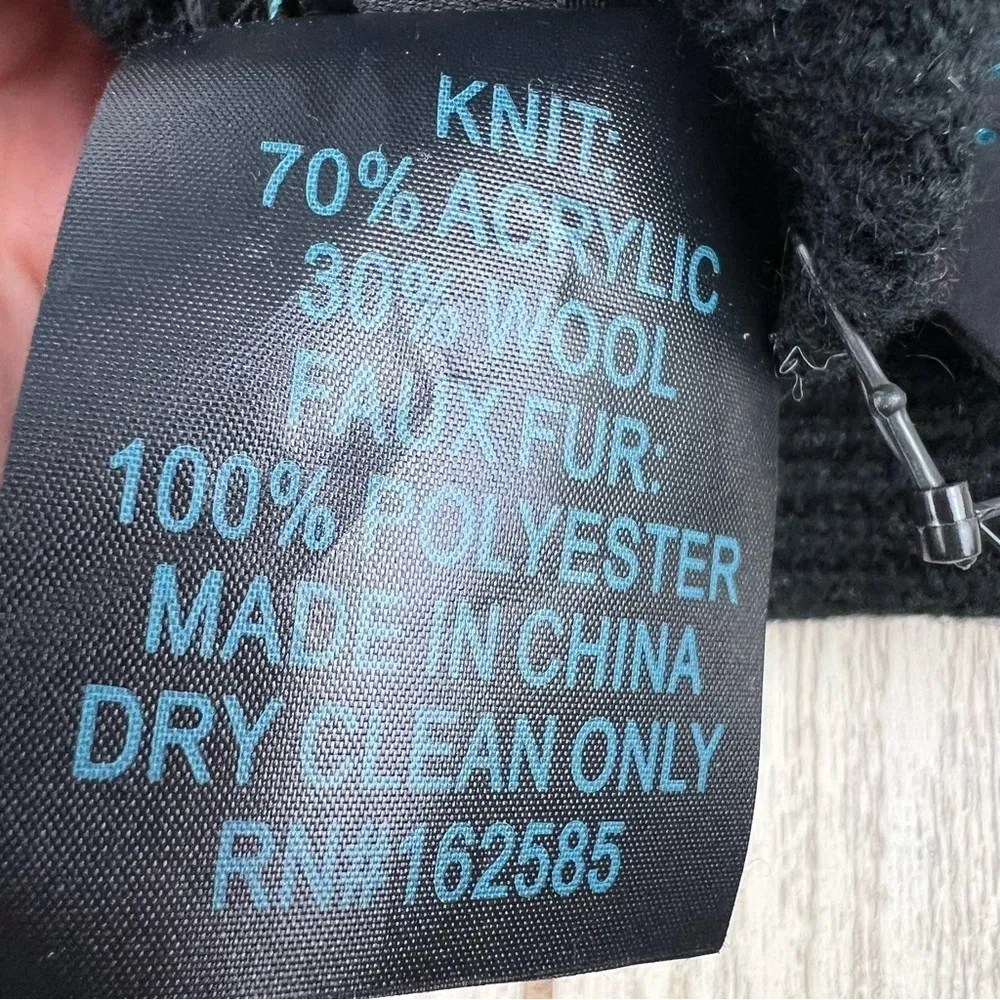 KNIT:
70% ACRYLIC
30% WOOL
FAUX FUR:
100% POLYESTER
MADE IN CHINA
DRY CLEAN ONLY
RN# 162585